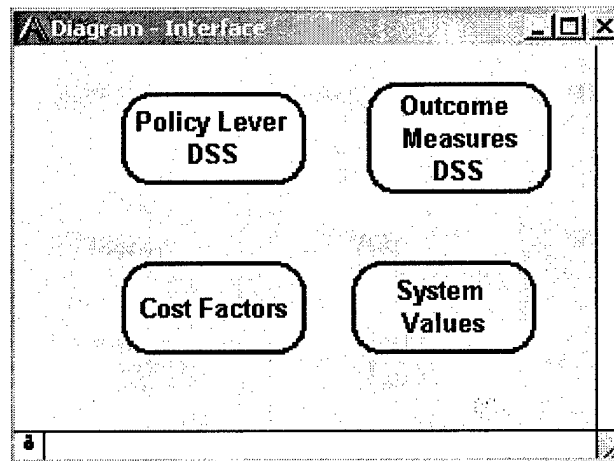 Diagram - Interface
Policy Lever
DSS
Outcome
Measures
DSS
Cost Factors
System
Values